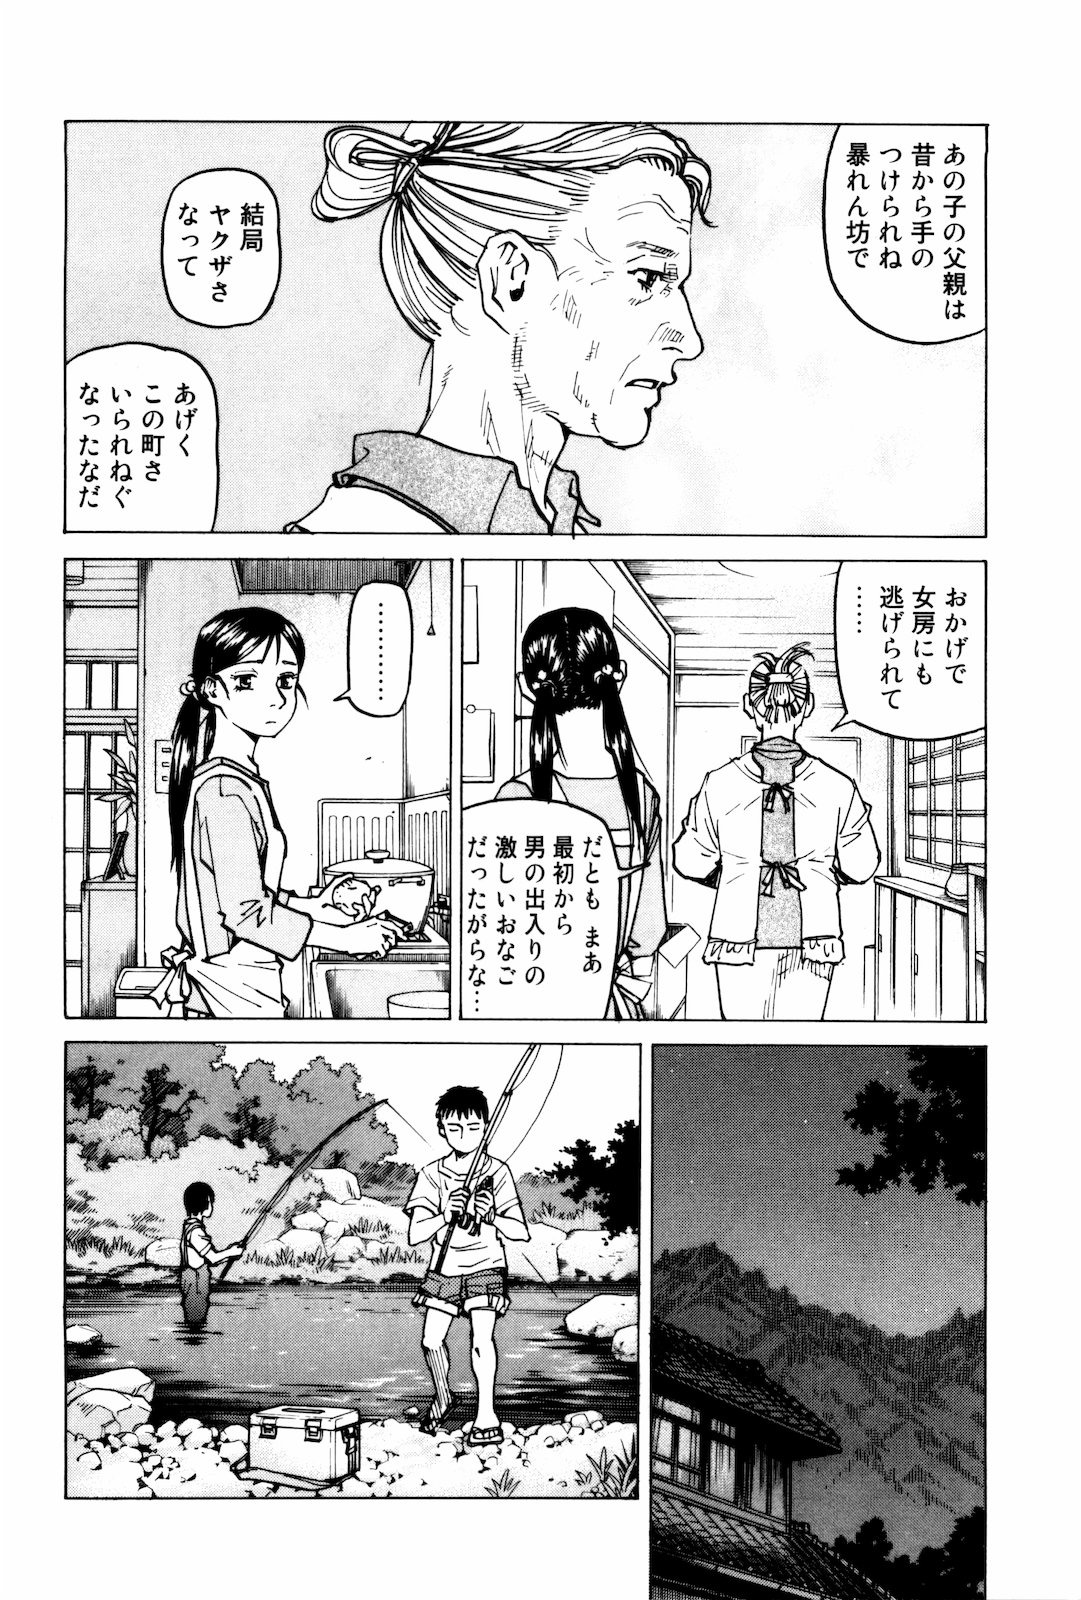 あの子の父親は
昔から手の
つけられね
暴れん坊で
結局
ヤクザさ
なって
あげく
この町さ
いられねぐ
なったなだ
おかげで
女房にも
逃げられて
……
だとも まあ
最初から
男の出入りの
激しいおなご
だったがらな…
…………